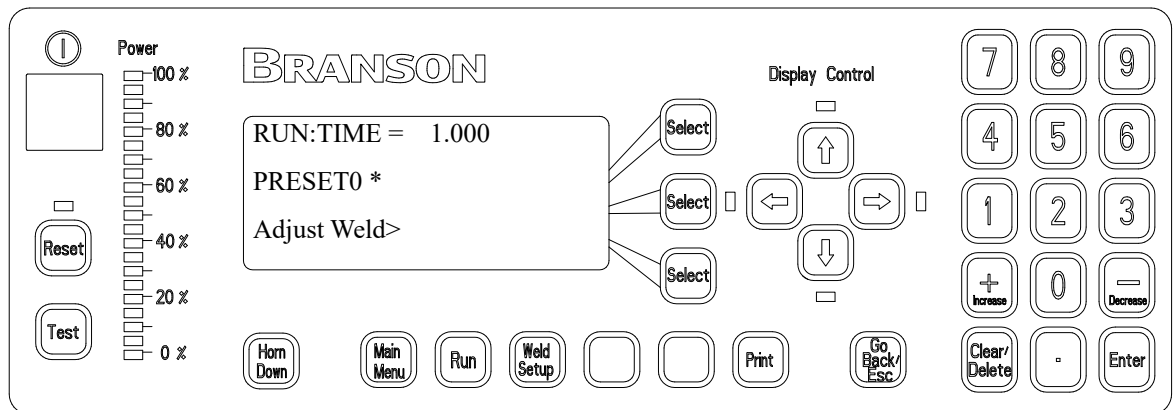 Power
100 %
80 %
60 %
40 %
20 %
0 %
Reset
Test
BRANSON
RUN:TIME = 1.000
PRESET0 *
Adjust Weld>
Select
Select
Select
Display Control
Horn
Down
Main
Menu
Run
Weld
Setup
Print
Go
Back/
Esc
7 8 9
4 5 6
1 2 3
+ 0 −
Increase Decrease
Clear/
Delete
.
Enter